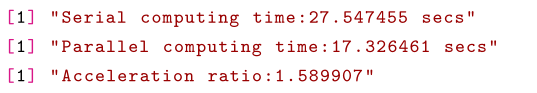 [1] "Serial computing time:27.547455 secs"
[1] "Parallel computing time:17.326461 secs"
[1] "Acceleration ratio:1.589907"